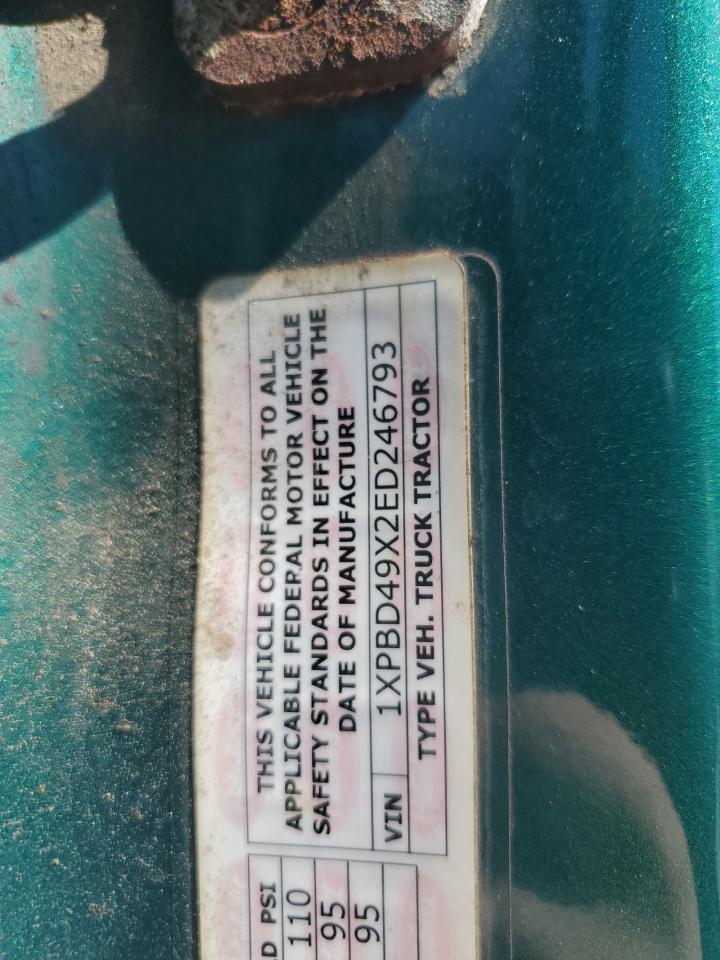 THIS VEHICLE CONFORMS TO ALL
APPLICABLE FEDERAL MOTOR VEHICLE
SAFETY STANDARDS IN EFFECT ON THE
DATE OF MANUFACTURE
VIN 1XPBD49X2ED246793
TYPE VEH. TRUCK TRACTOR
D PSI
110
95
95